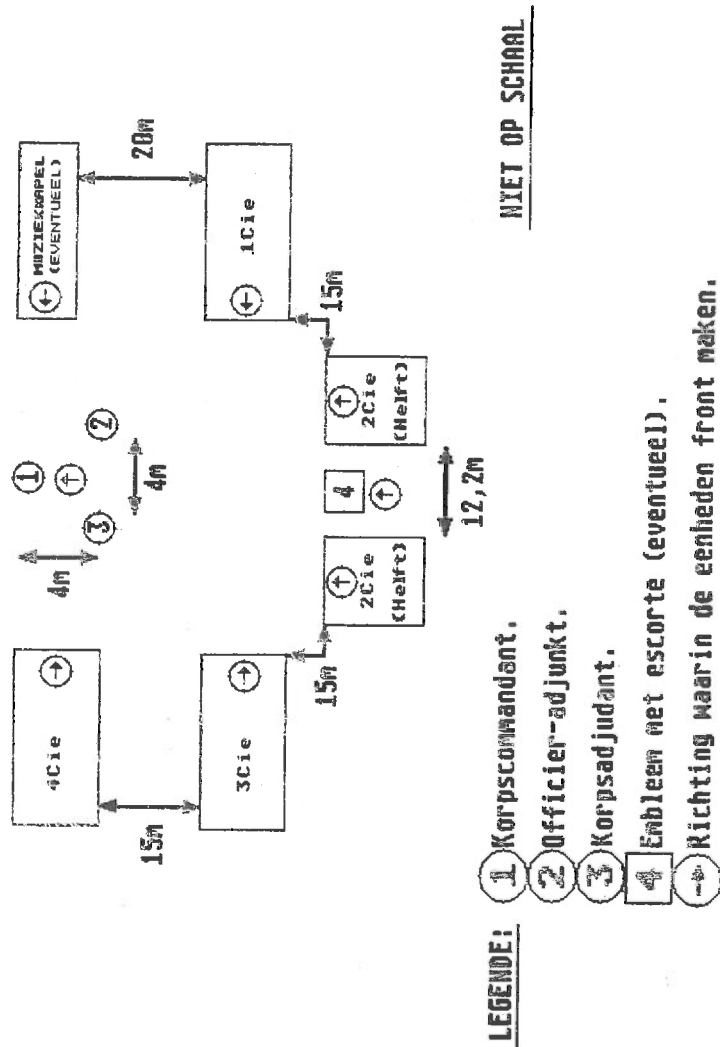 4Cie
1
MUZIEKKAPEL
(EVENTUEEL)
4m
3
2
15m
4m
20m
3Cie
1Cie
15m
15m
2Cie
(Helft)
4
2Cie
(Helft)
12,2m
LEGENDE:
1 Korpscommandant.
2 Officier-adjunkt.
3 Korpsadjudant.
4 Embleem met escorte (eventueel).
Richting waarin de eenheden front maken.
NIET OP SCHAAL